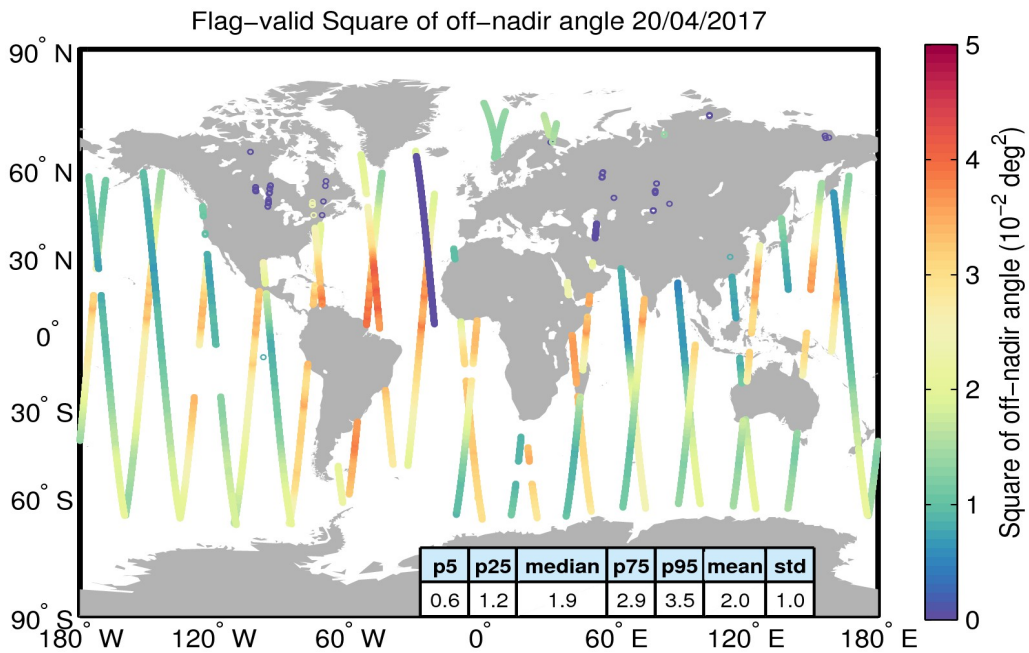 Flag−valid Square of off−nadir angle 20/04/2017
90° N
60° N
30° N
0°
30° S
60° S
90° S
180° W
120° W
60° W
0°
60° E
120° E
180° E
p5 p25 median p75 p95 mean std
0.6 1.2 1.9 2.9 3.5 2.0 1.0
5
4
3
2
1
0
Square of off−nadir angle (10⁻² deg²)